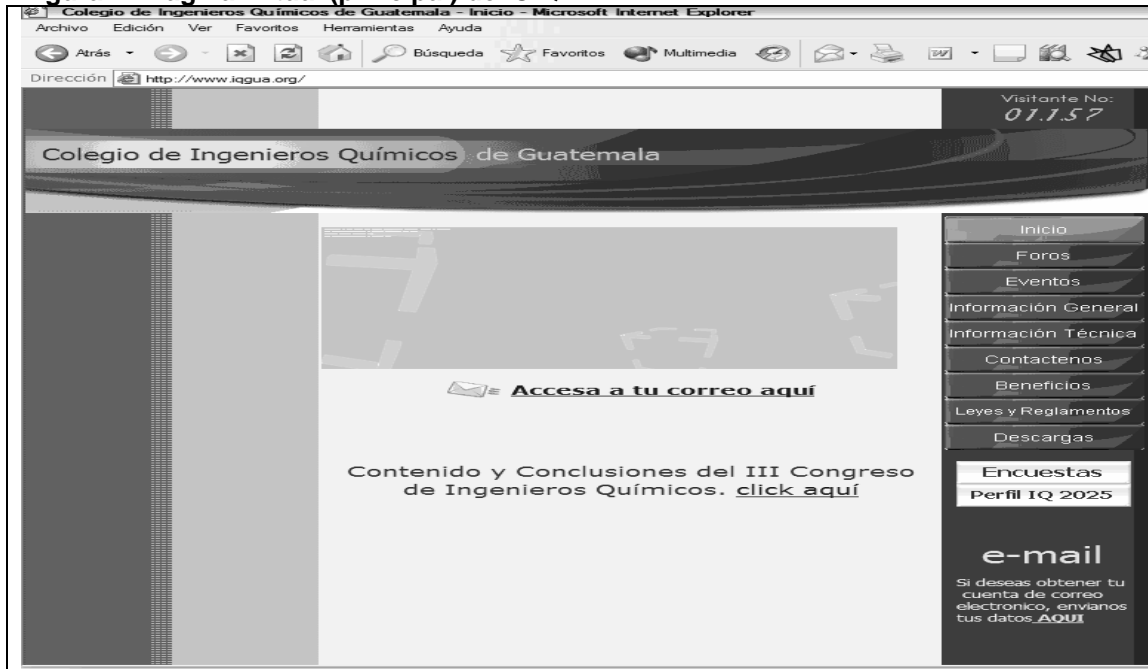 Colegio de Ingenieros Químicos de Guatemala - Inicio - Microsoft Internet Explorer
Archivo Edición Ver Favoritos Herramientas Ayuda
Atrás Búsqueda Favoritos Multimedia
Dirección http://www.iqgua.org/
Visitante No:
01.1.57
Colegio de Ingenieros Químicos de Guatemala
Inicio
Foros
Eventos
Información General
Información Técnica
Contactenos
Beneficios
Leyes y Reglamentos
Descargas
Accesa a tu correo aquí
Contenido y Conclusiones del III Congreso
de Ingenieros Químicos. click aquí
Encuestas
Perfil IQ 2025
e-mail
Si deseas obtener tu
cuenta de correo
electronico, envianos
tus datos AQUI